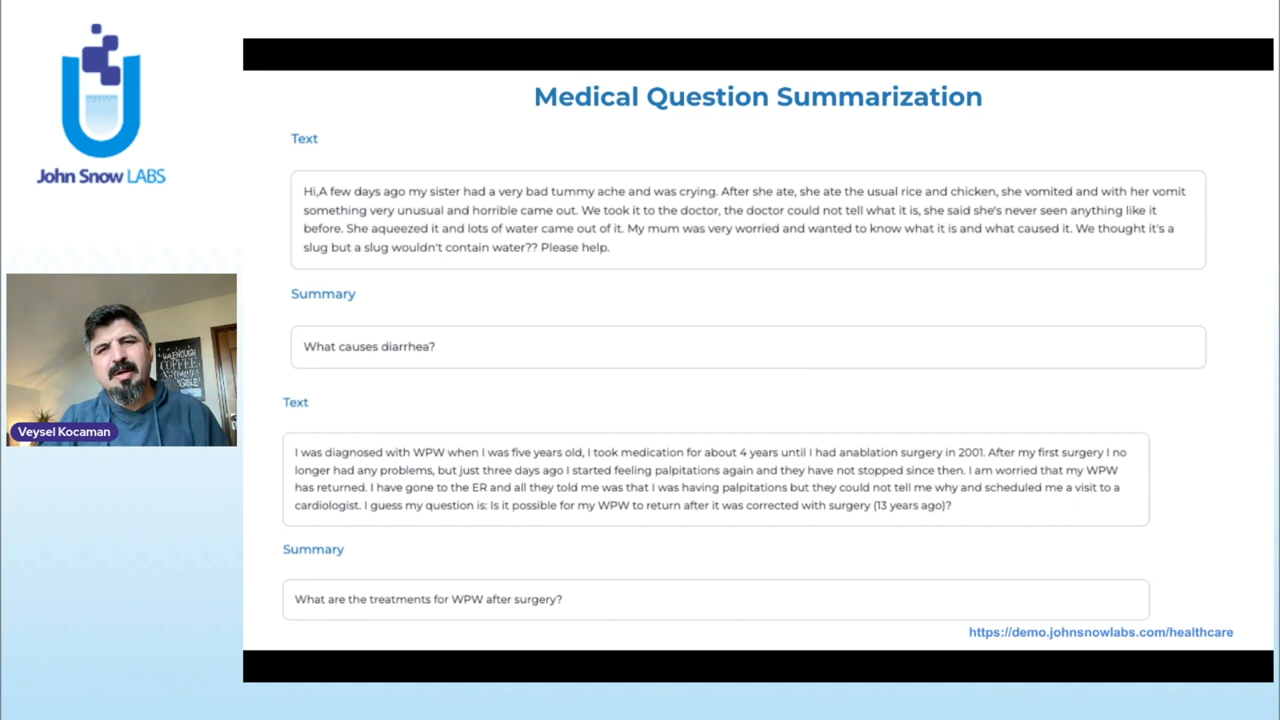 John Snow LABS
Medical Question Summarization
Text
Hi,A few days ago my sister had a very bad tummy ache and was crying. After she ate, she ate the usual rice and chicken, she vomited and with her vomit
something very unusual and horrible came out. We took it to the doctor, the doctor could not tell what it is, she said she's never seen anything like it
before. She aqueezed it and lots of water came out of it. My mum was very worried and wanted to know what it is and what caused it. We thought it's a
slug but a slug wouldn't contain water?? Please help.
Summary
What causes diarrhea?
Text
I was diagnosed with WPW when I was five years old, I took medication for about 4 years until I had anablation surgery in 2001. After my first surgery I no
longer had any problems, but just three days ago I started feeling palpitations again and they have not stopped since then. I am worried that my WPW
has returned. I have gone to the ER and all they told me was that I was having palpitations but they could not tell me why and scheduled me a visit to a
cardiologist. I guess my question is: Is it possible for my WPW to return after it was corrected with surgery (13 years ago)?
Summary
What are the treatments for WPW after surgery?
https://demo.johnsnowlabs.com/healthcare
ENOUGH
COFFEE
Veysel Kocaman